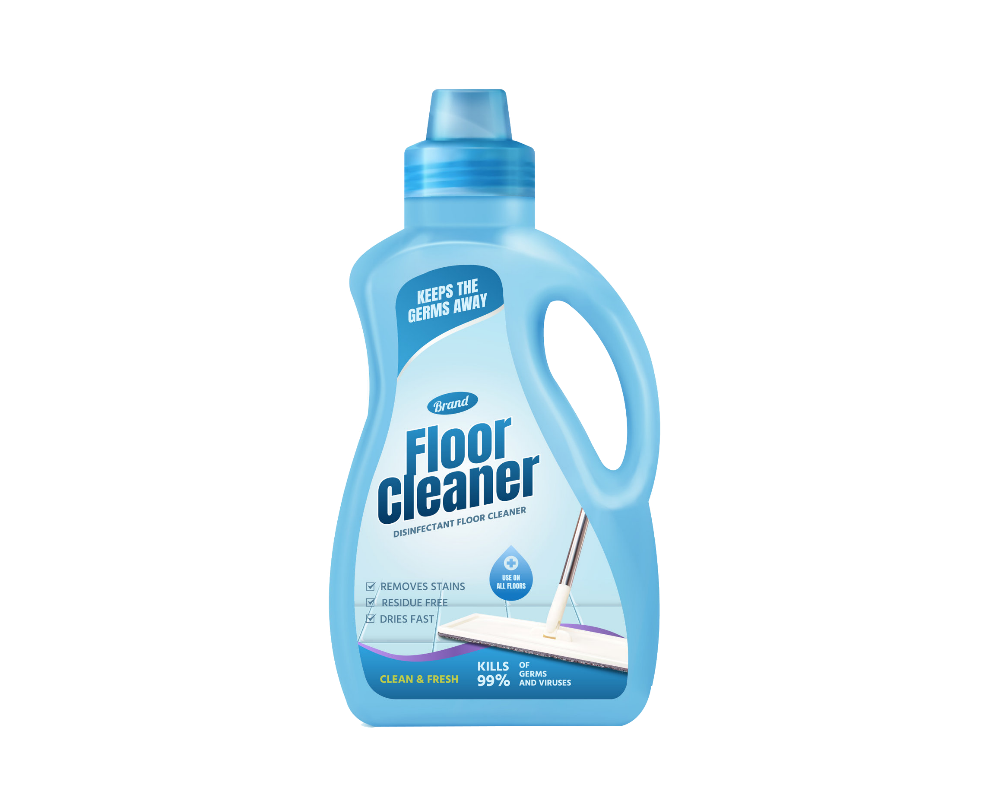 KEEPS THE
GERMS AWAY
Brand
Floor
Cleaner
DISINFECTANT FLOOR CLEANER
USE ON
ALL FLOORS
REMOVES STAINS
RESIDUE FREE
DRIES FAST
CLEAN & FRESH
KILLS
99%
OF
GERMS
AND VIRUSES